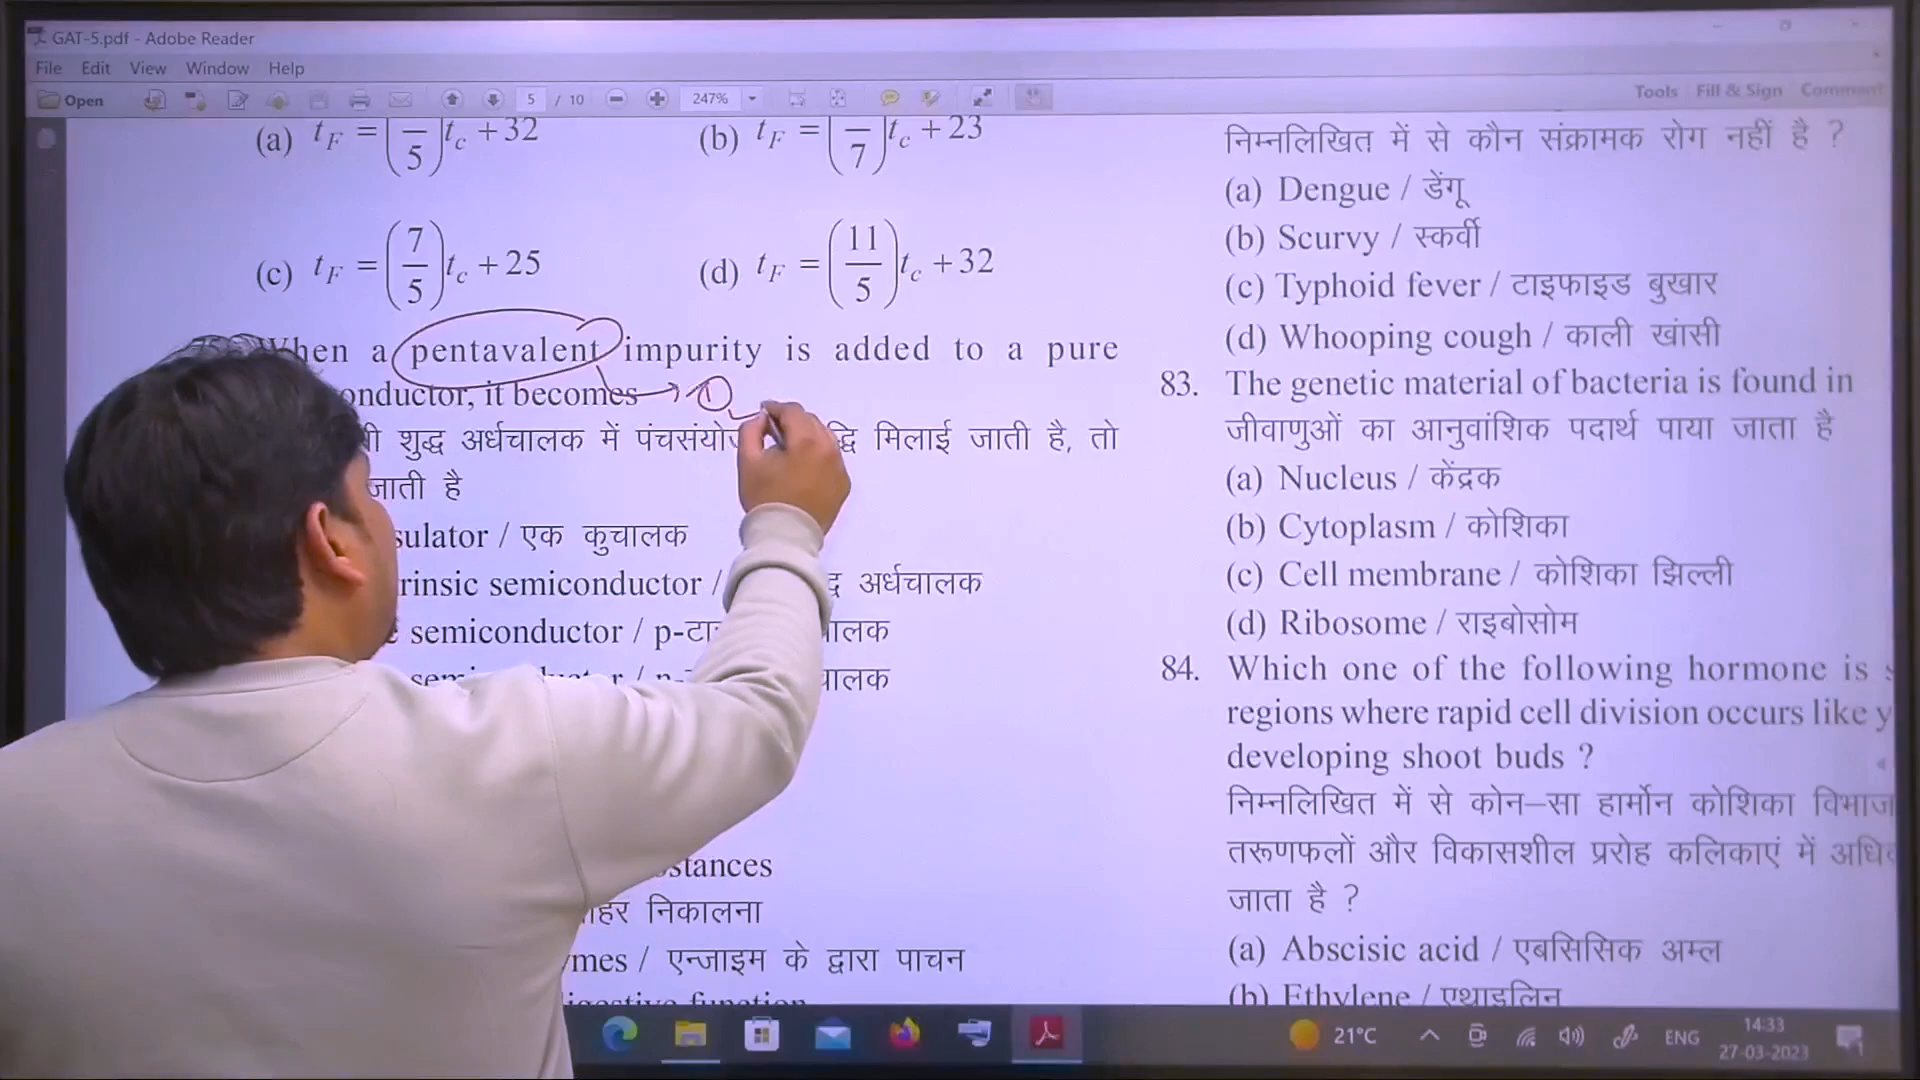 GAT-5.pdf - Adobe Reader
File Edit View Window Help
Open 5 / 10 247% Tools Fill & Sign Comment
(a) t_F = (/5) t_c + 32 (b) t_F = (/7) t_c + 23
(c) t_F = (7/5) t_c + 25 (d) t_F = (11/5) t_c + 32
When a pentavalent impurity is added to a pure
onductor, it becomes
शुद्ध अर्धचालक में मिलाई जाती है, तो
जाती है
sulator / एक कुचालक
rinsic semiconductor / अर्धचालक
semiconductor /
stances
निकालना
mes / एन्जाइम के द्वारा पाचन
igestive function
निम्नलिखित में से कौन संक्रामक रोग नहीं है ?
(a) Dengue / डेंगू
(b) Scurvy / स्कर्वी
(c) Typhoid fever / टाइफाइड बुखार
(d) Whooping cough / काली खांसी
83. The genetic material of bacteria is found in
जीवाणुओं का आनुवांशिक पदार्थ पाया जाता है
(a) Nucleus / केंद्रक
(b) Cytoplasm / कोशिका
(c) Cell membrane / कोशिका झिल्ली
(d) Ribosome / राइबोसोम
84. Which one of the following hormone is
regions where rapid cell division occurs like y
developing shoot buds ?
निम्नलिखित में से कोन–सा हार्मोन कोशिका विभाज
तरूणफलों और विकासशील प्ररोह कलिकाएं में अधि
जाता है ?
(a) Abscisic acid / एबसिसिक अम्ल
(b) Ethylene / एथाइलिन
21°C ENG 14:33
27-03-2023